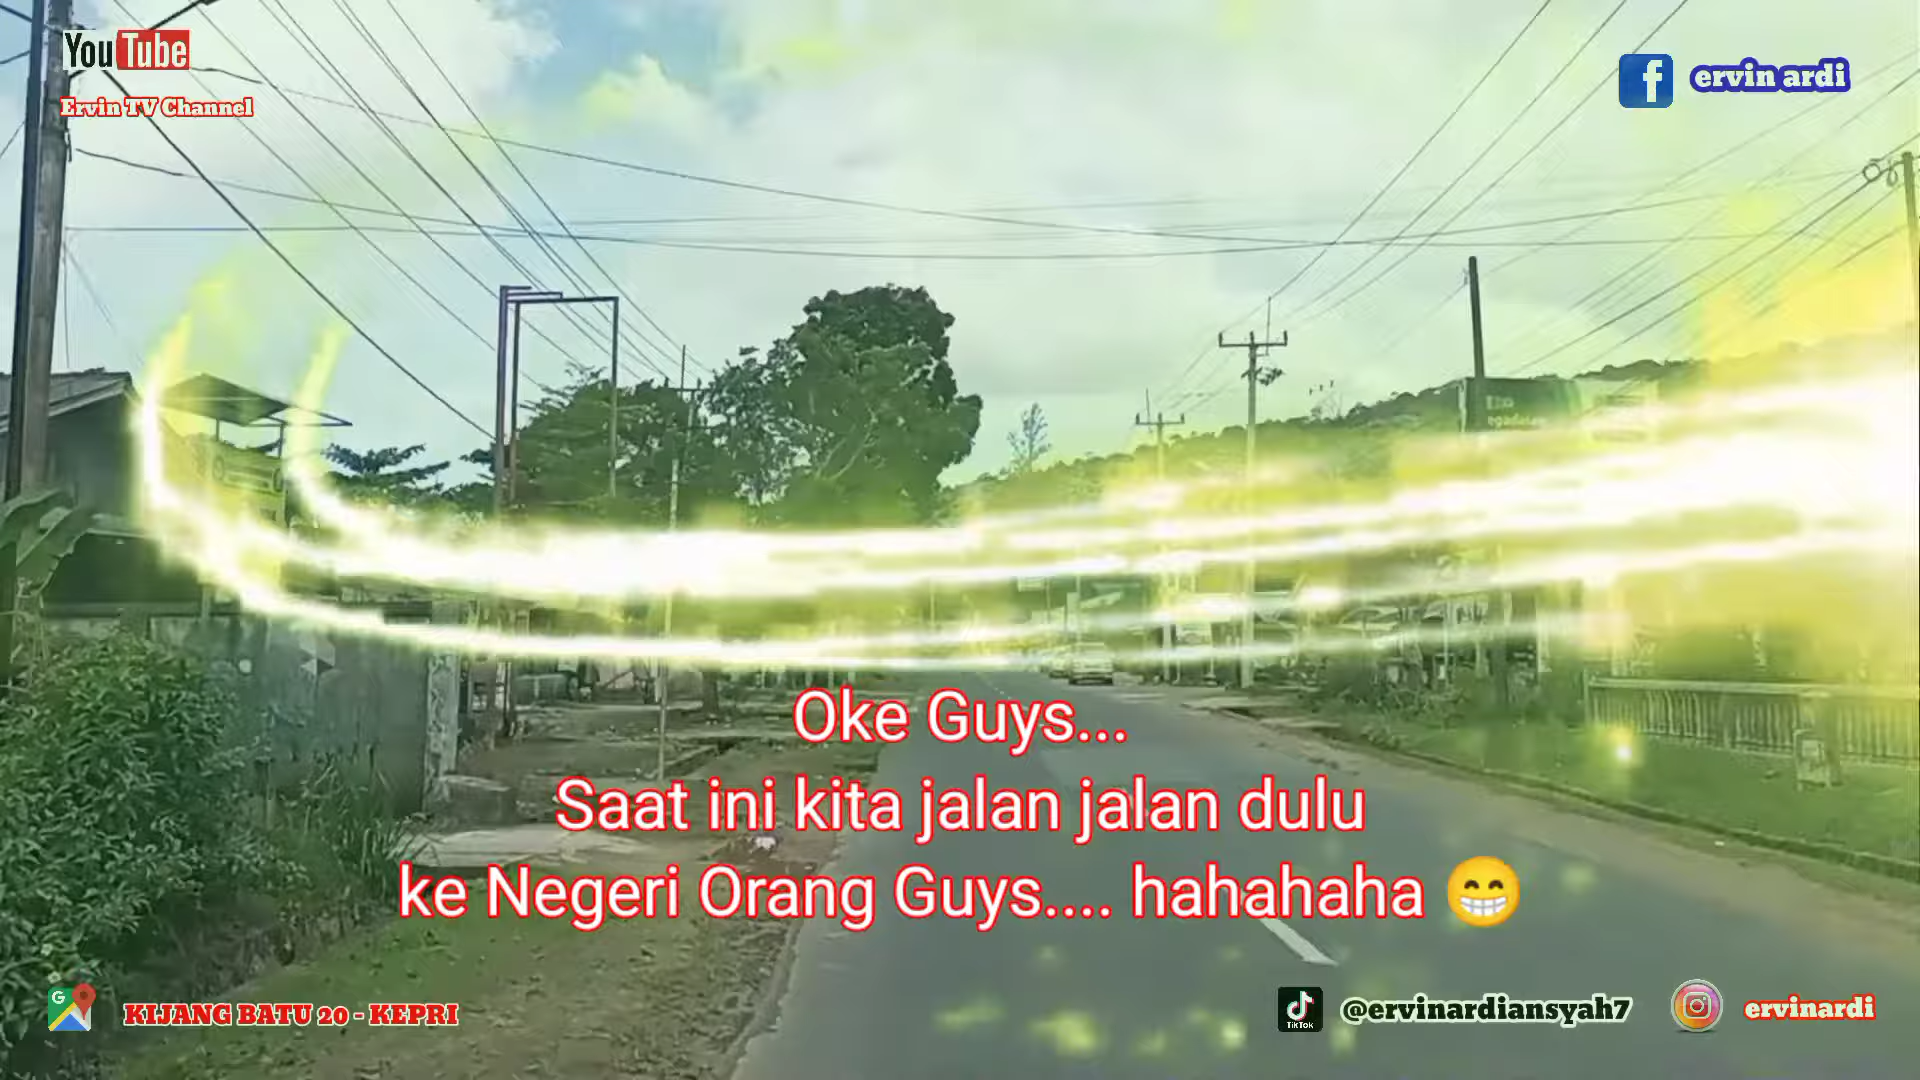 YouTube
Ervin TV Channel
ervin ardi
Oke Guys...
Saat ini kita jalan jalan dulu
ke Negeri Orang Guys.... hahahaha 😁
KIJANG BATU 20 - KEPRI
TikTok
@ervinardiansyah7
ervinardi